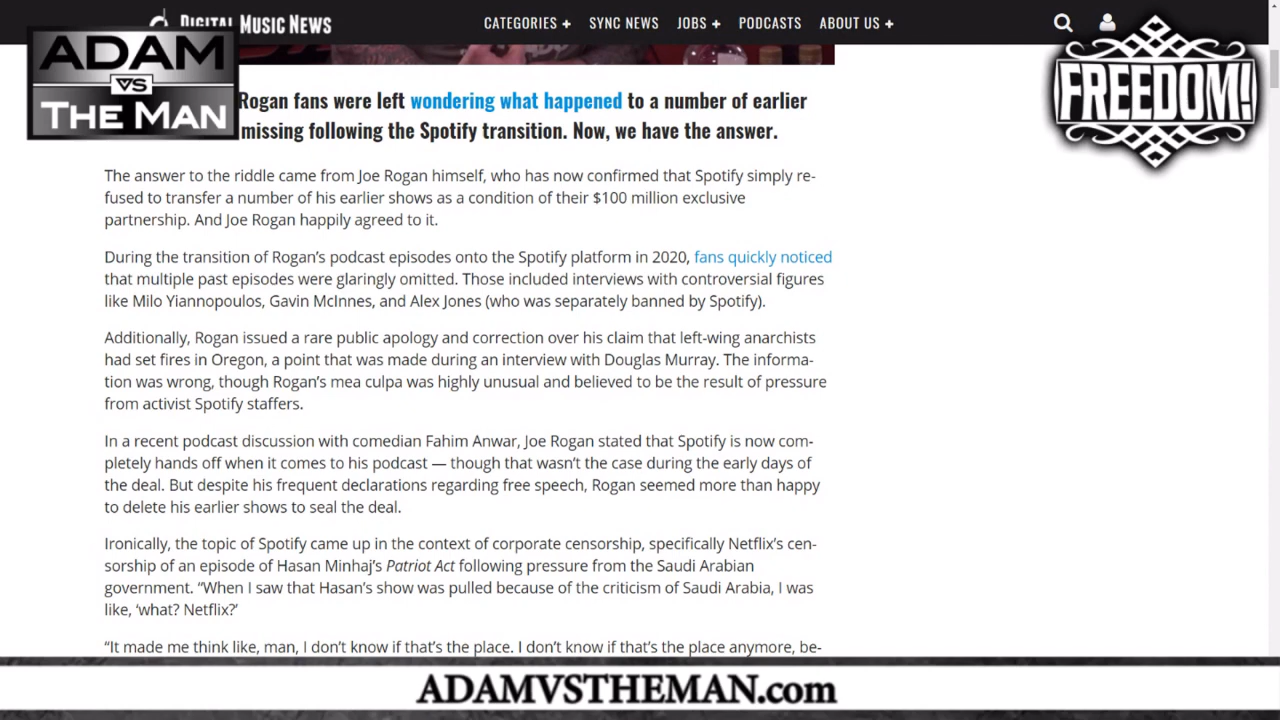 DIGITAL MUSIC NEWS
CATEGORIES + SYNC NEWS JOBS + PODCASTS ABOUT US +
ADAM
VS
THE MAN
FREEDOM!
Rogan fans were left wondering what happened to a number of earlier
missing following the Spotify transition. Now, we have the answer.
The answer to the riddle came from Joe Rogan himself, who has now confirmed that Spotify simply re-
fused to transfer a number of his earlier shows as a condition of their $100 million exclusive
partnership. And Joe Rogan happily agreed to it.
During the transition of Rogan’s podcast episodes onto the Spotify platform in 2020, fans quickly noticed
that multiple past episodes were glaringly omitted. Those included interviews with controversial figures
like Milo Yiannopoulos, Gavin McInnes, and Alex Jones (who was separately banned by Spotify).
Additionally, Rogan issued a rare public apology and correction over his claim that left-wing anarchists
had set fires in Oregon, a point that was made during an interview with Douglas Murray. The informa-
tion was wrong, though Rogan’s mea culpa was highly unusual and believed to be the result of pressure
from activist Spotify staffers.
In a recent podcast discussion with comedian Fahim Anwar, Joe Rogan stated that Spotify is now com-
pletely hands off when it comes to his podcast — though that wasn’t the case during the early days of
the deal. But despite his frequent declarations regarding free speech, Rogan seemed more than happy
to delete his earlier shows to seal the deal.
Ironically, the topic of Spotify came up in the context of corporate censorship, specifically Netflix’s cen-
sorship of an episode of Hasan Minhaj’s Patriot Act following pressure from the Saudi Arabian
government. “When I saw that Hasan’s show was pulled because of the criticism of Saudi Arabia, I was
like, ‘what? Netflix?’
“It made me think like, man, I don’t know if that’s the place. I don’t know if that’s the place anymore, be-
ADAMVSTHEMAN.com